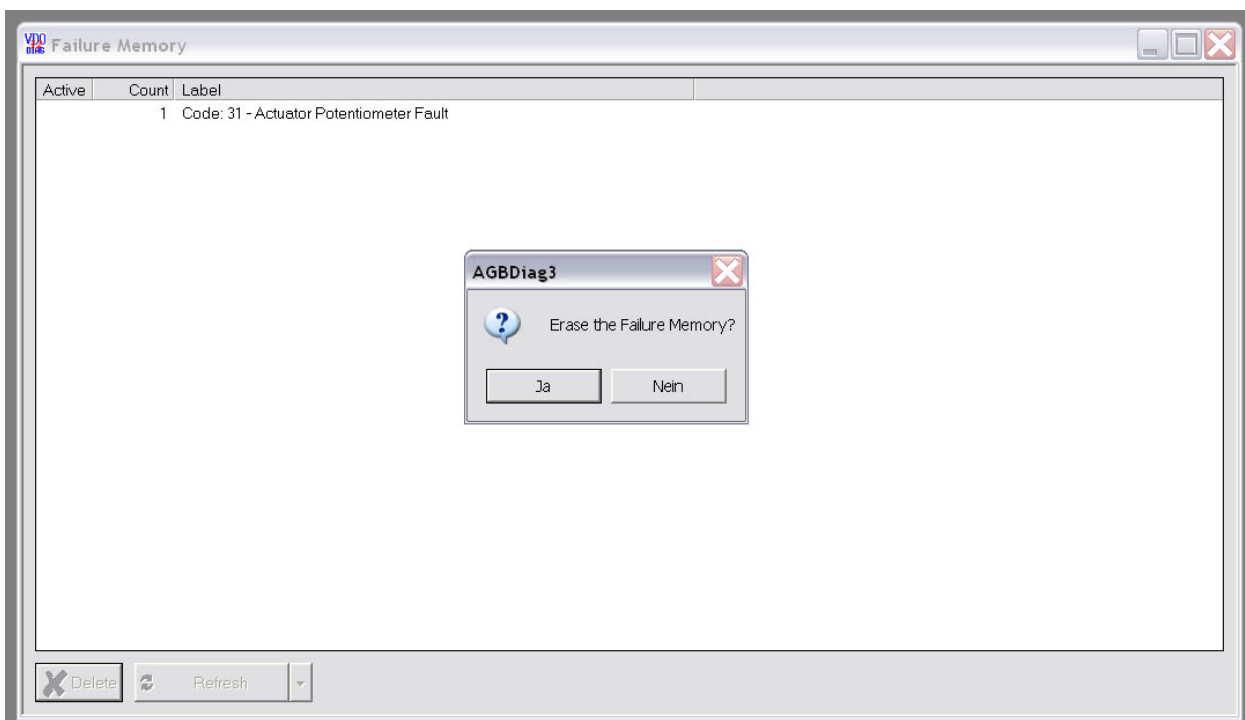 VDO
DIAG
Failure Memory
Active Count Label
1 Code: 31 - Actuator Potentiometer Fault
AGBDiag3
Erase the Failure Memory?
Ja Nein
Delete Refresh